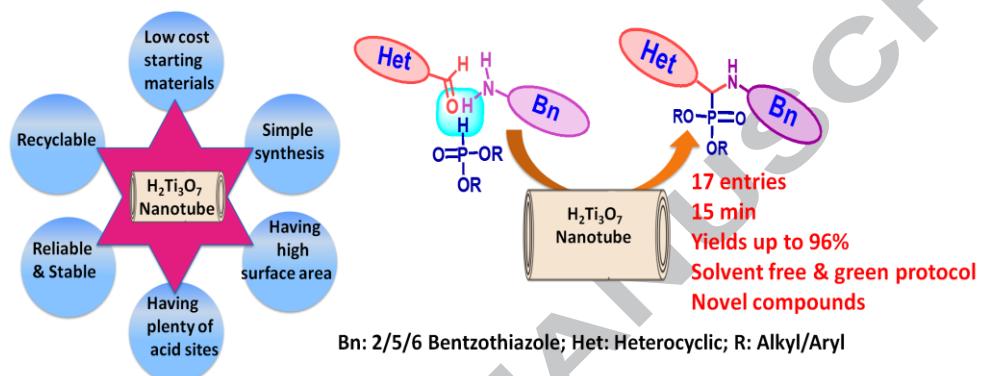 Low cost
starting
materials
Recyclable
Simple
synthesis
H₂Ti₃O₇
Nanotube
Reliable
& Stable
Having
high
surface area
Having
plenty of
acid sites
Het
H
O
H
N
H
Bn
H
O=P-OR
OR
H₂Ti₃O₇
Nanotube
Het
H
N
Bn
RO-P=O
OR
17 entries
15 min
Yields up to 96%
Solvent free & green protocol
Novel compounds
Bn: 2/5/6 Bentzothiazole; Het: Heterocyclic; R: Alkyl/Aryl